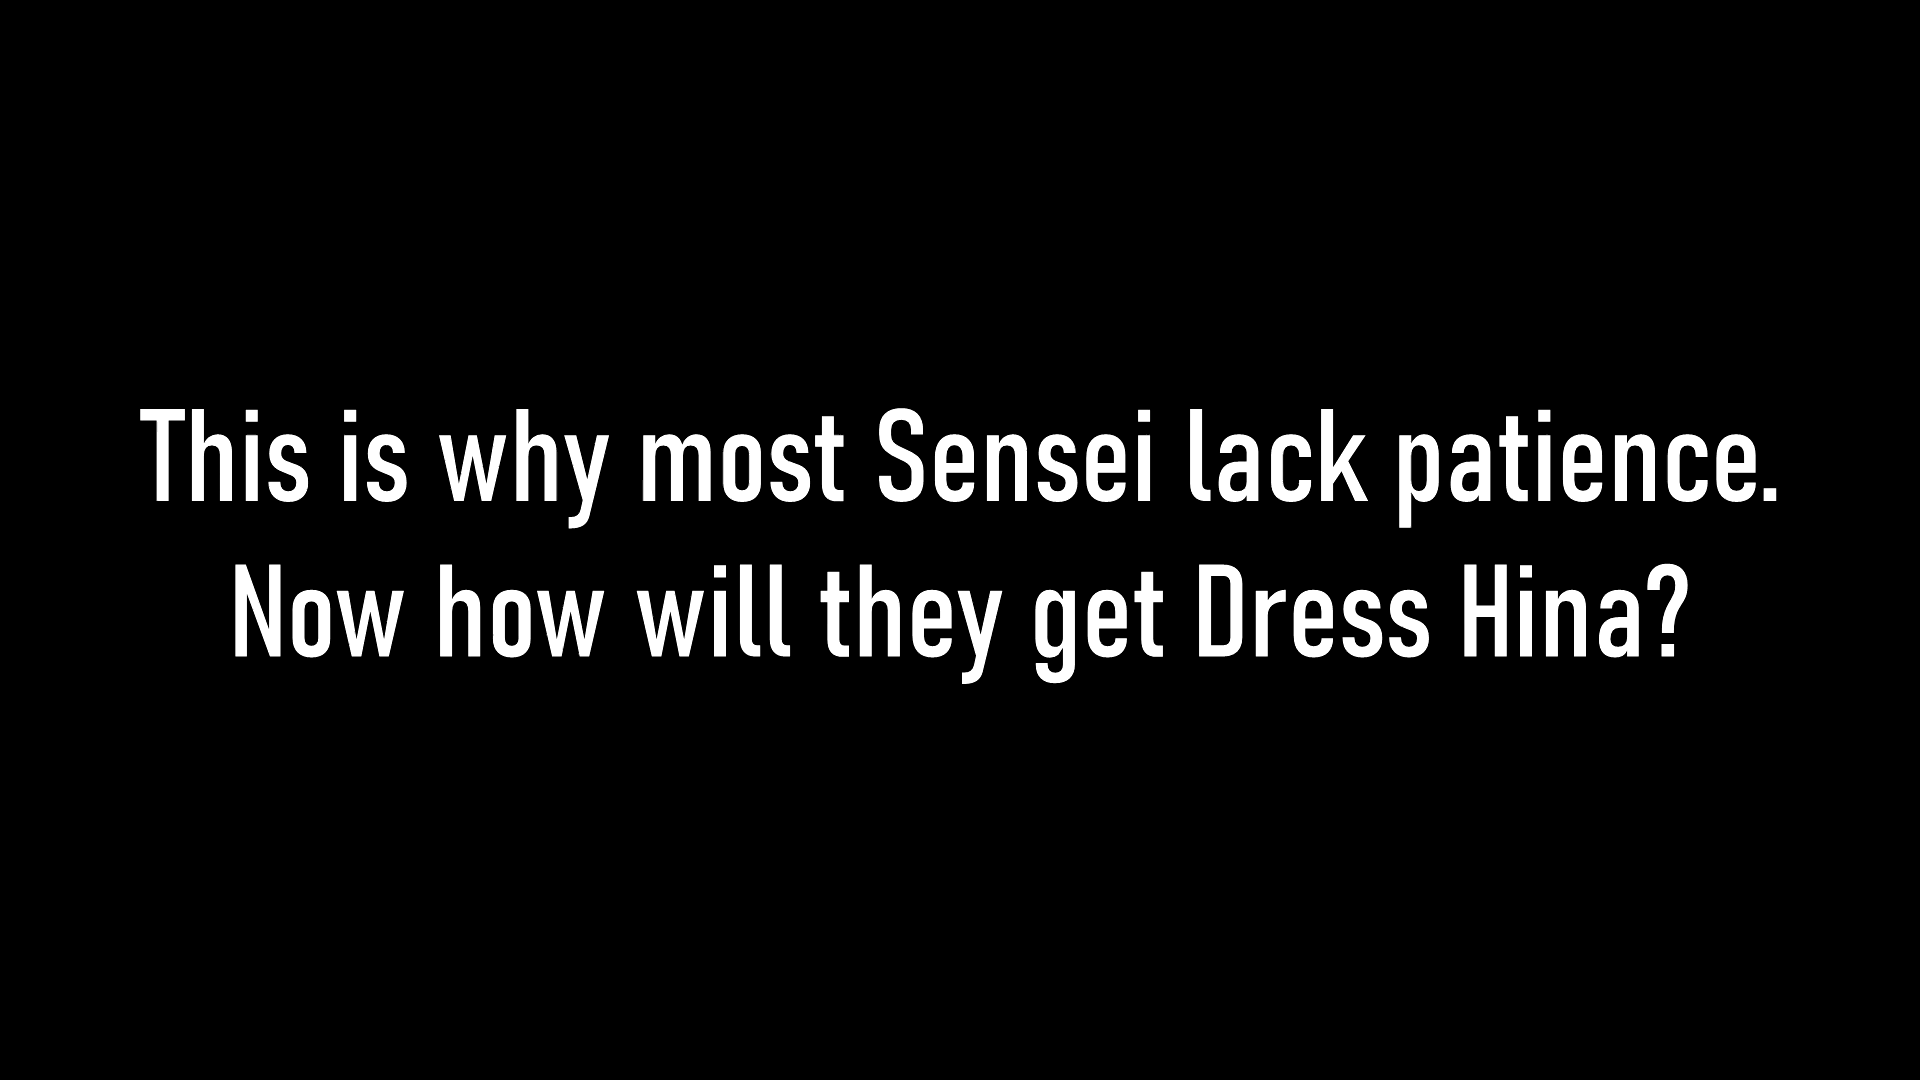 This is why most Sensei lack patience.
Now how will they get Dress Hina?